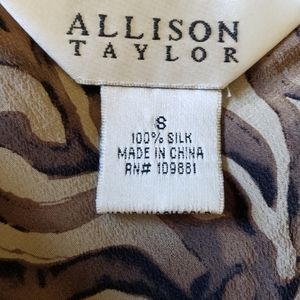 ALLISON
TAYLOR
S
100% SILK
MADE IN CHINA
RN# 109881